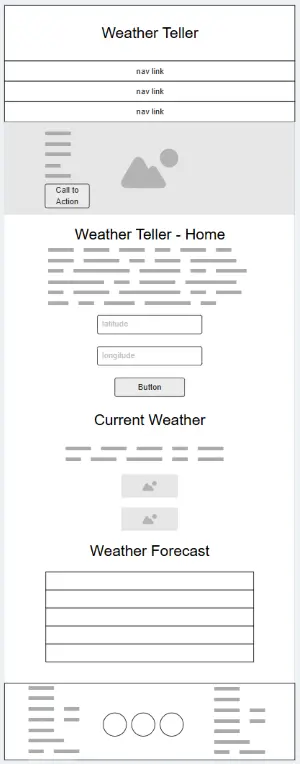 Weather Teller
nav link
nav link
nav link
Call to
Action
Weather Teller - Home
latitude
longitude
Button
Current Weather
Weather Forecast